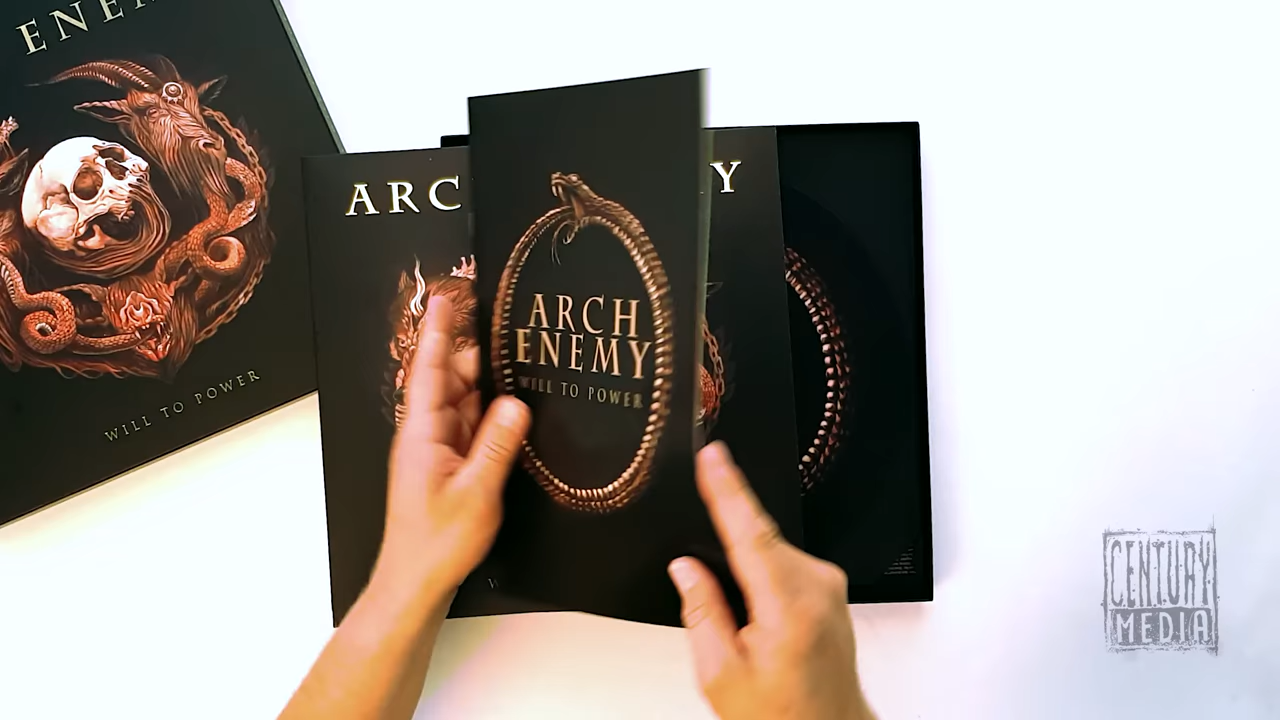 ENEM
WILL TO POWER
ARC
Y
ARCH
ENEMY
WILL TO POWER
W
CENTURY
MEDIA